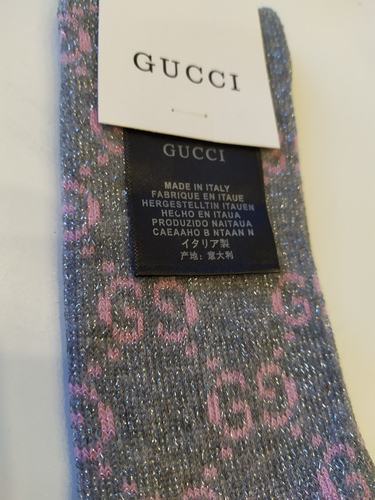 GUCCI
GUCCI
MADE IN ITALY
FABRIQUE EN ITAUE
HERGESTELLTIN ITAUEN
HECHO EN ITAUA
PRODUZIDO NAITAUA
CAEAAHO B NTAAN N
イタリア製
产地：意大利